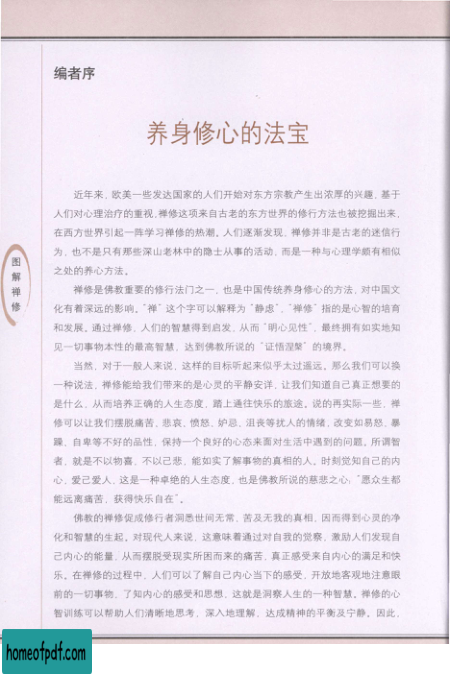 编者序
养身修心的法宝
近年来，欧美一些发达国家的人们开始对东方宗教产生出浓厚的兴趣，基于
人们对心理治疗的重视，禅修这项来自古老的东方世界的修行方法也被挖掘出来，
在西方世界引起一阵学习禅修的热潮。人们逐渐发现，禅修并非是古老的迷信行
为，也不是只有那些深山老林中的隐士从事的活动，而是一种与心理学颇有相似
之处的养心方法。
禅修是佛教重要的修行法门之一，也是中国传统养身修心的方法，对中国文
化有着深远的影响。“禅”这个字可以解释为“静虑”，“禅修”指的是心智的培育
和发展。通过禅修，人们的智慧得到启发，从而“明心见性”，最终拥有如实地知
见一切事物本性的最高智慧，达到佛教所说的“证悟涅槃”的境界。
当然，对于一般人来说，这样的目标听起来似乎太过遥远。那么我们可以换
一种说法，禅修能给我们带来的是心灵的平静安详，让我们知道自己真正想要的
是什么，从而培养正确的人生态度，踏上通往快乐的旅途。说的再实际一些，禅
修可以让我们摆脱痛苦、悲哀、愤怒、妒忌、沮丧等扰人的情绪，改变如易怒、暴
躁、自卑等不好的品性，保持一个良好的心态来面对生活中遇到的问题。所谓智
者，就是不以物喜，不以己悲，能如实了解事物的真相的人。时刻觉知自己的内
心，爱己爱人，这是一种卓绝的人生态度，也是佛教所说的慈悲之心：“愿众生都
能远离痛苦，获得快乐自在”。
佛教的禅修促成修行者洞悉世间无常、苦及无我的真相，因而得到心灵的净
化和智慧的生起。对现代人来说，这意味着通过对自我的觉察，激励人们发现自
己内心的能量，从而摆脱受现实所困而来的痛苦，真正感受来自内心的满足和快
乐。在禅修的过程中，人们可以了解自己内心当下的感受，开放地客观地注意眼
前的一切事物，了知内心的感受和思想，这就是洞察人生的一种智慧。禅修的心
智训练可以帮助人们清晰地思考，深入地理解，达成精神的平衡及宁静。因此，
图解禅修
homeofpdf.com